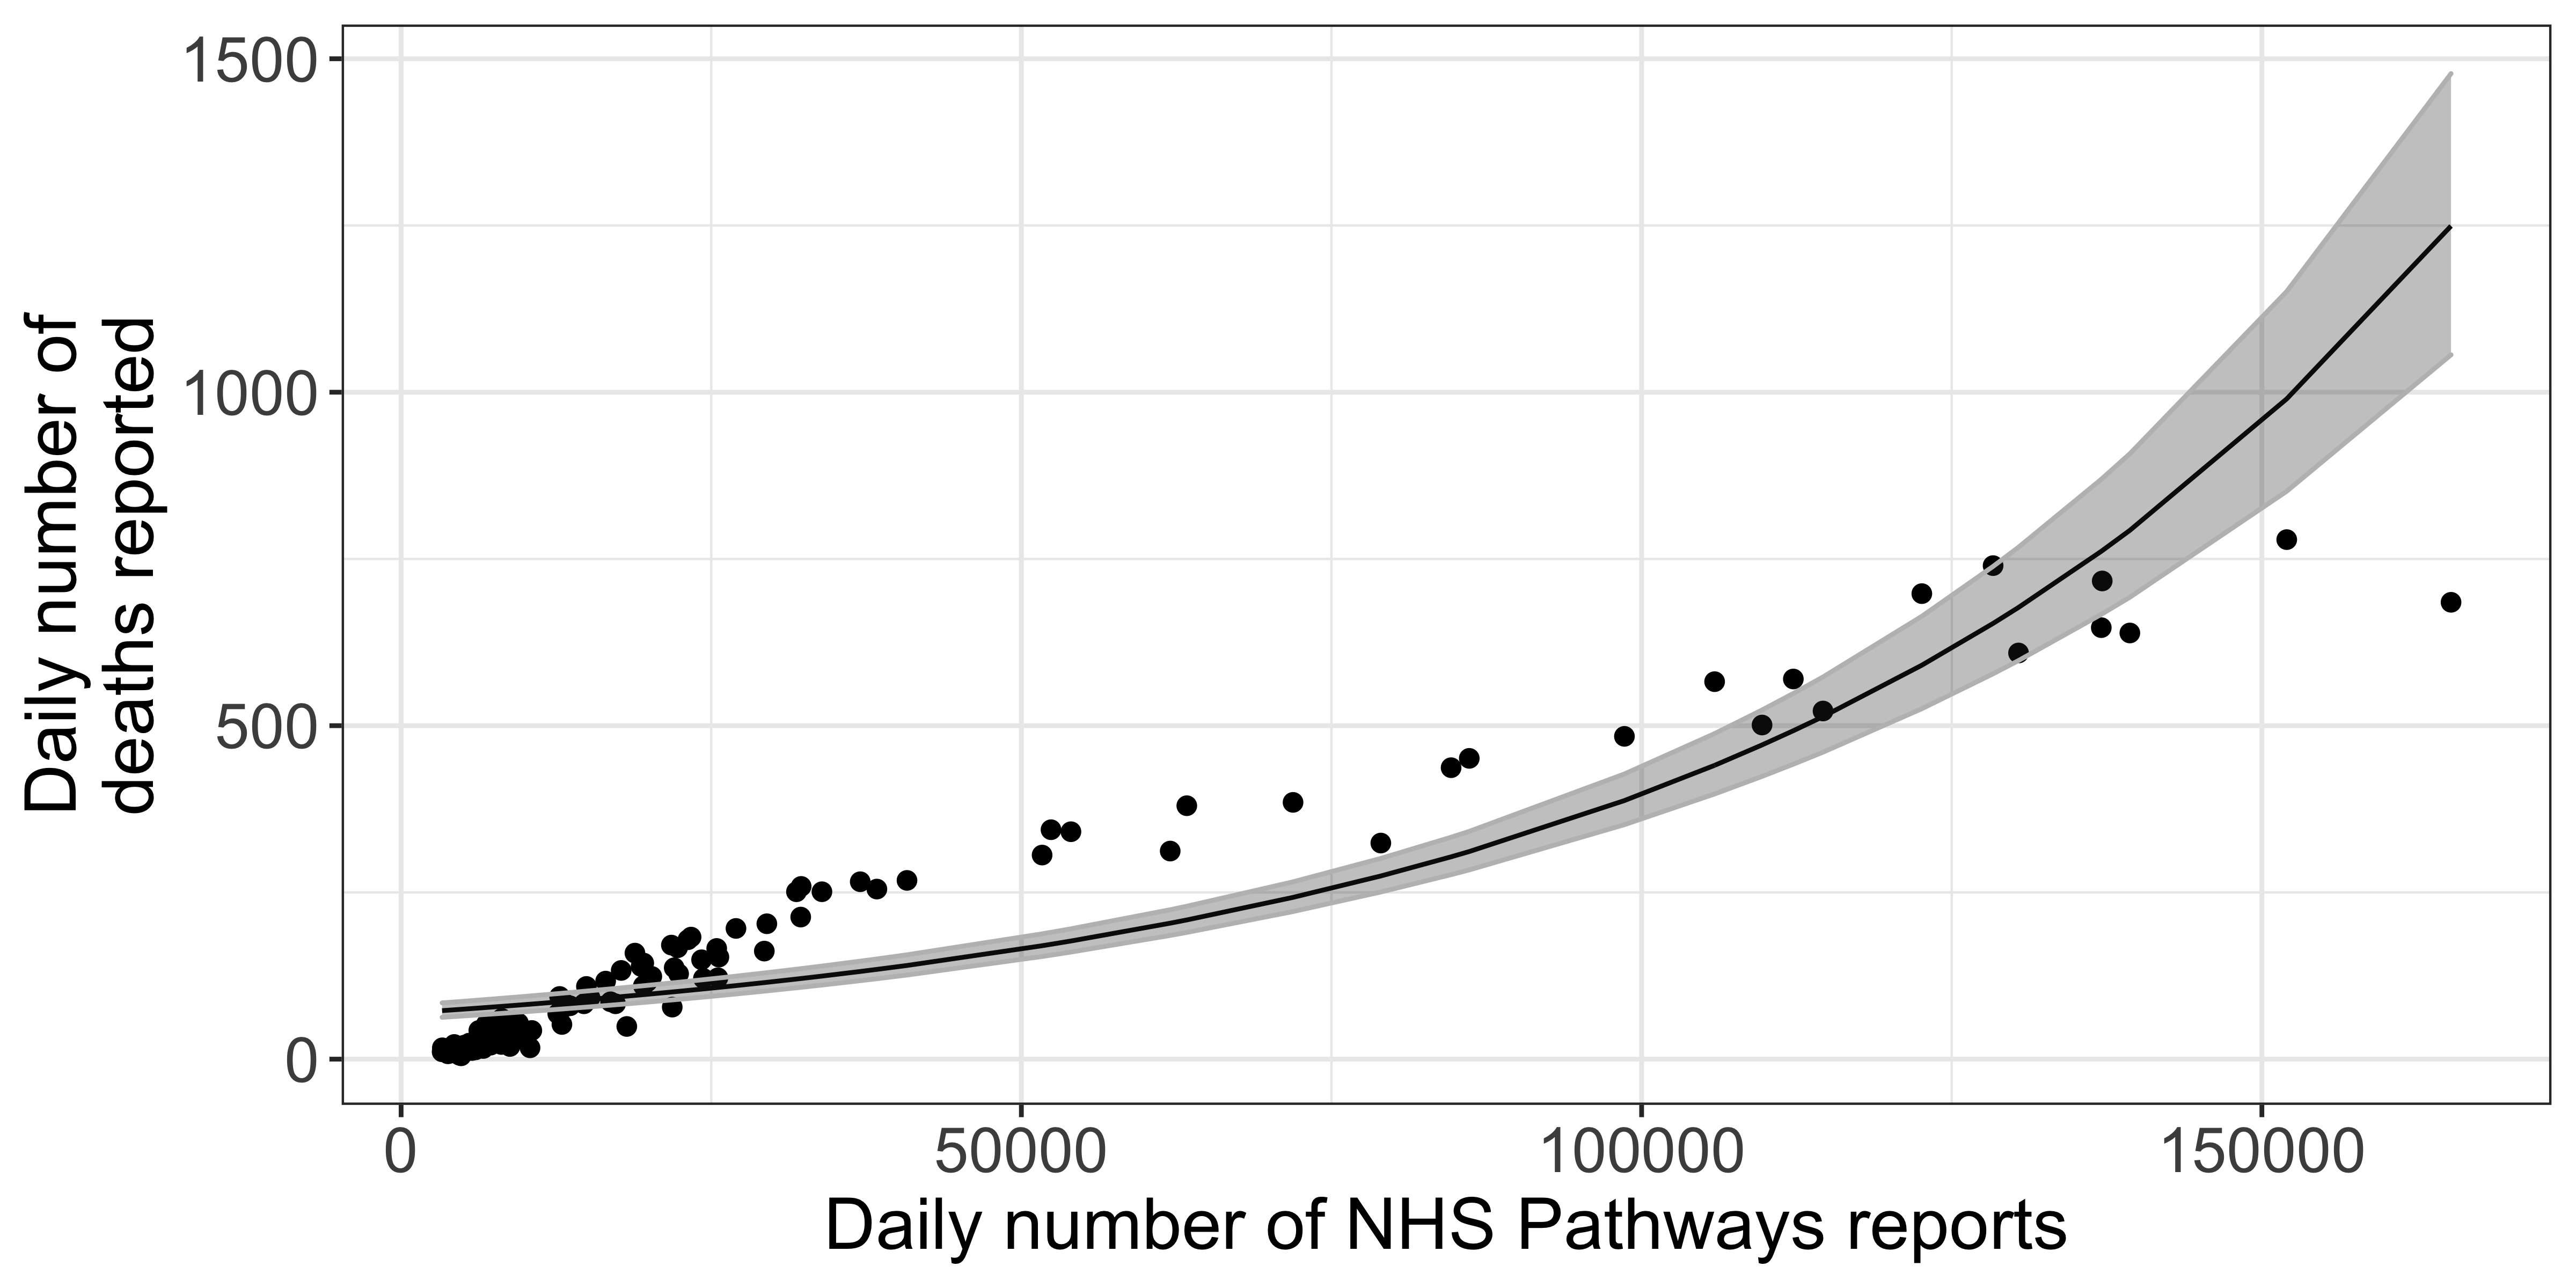 Daily number of
deaths reported
1500
1000
500
0
0 50000 100000 150000
Daily number of NHS Pathways reports